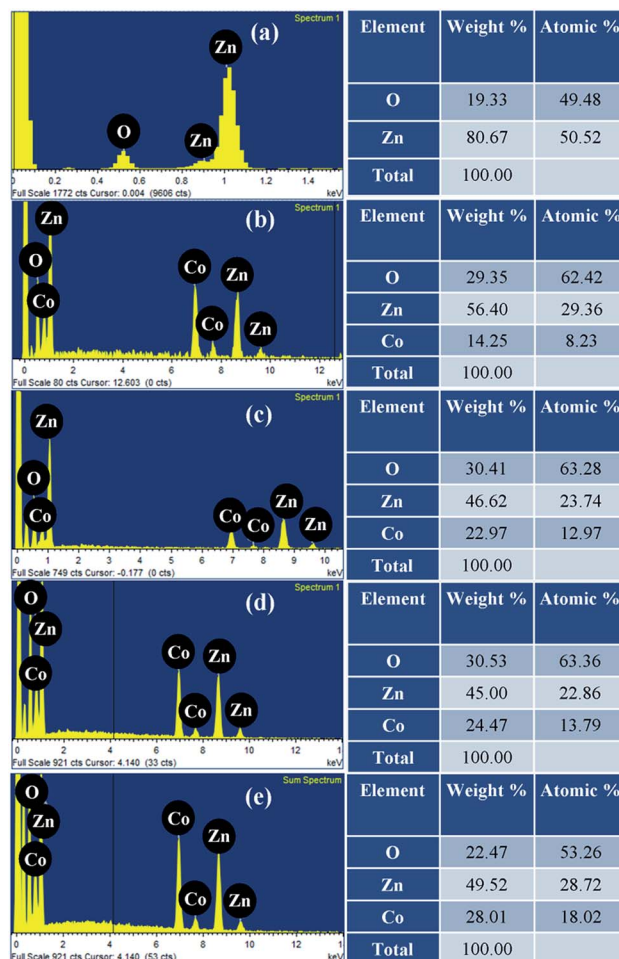 Spectrum 1
(a)
Zn
O
Zn
0 0.2 0.4 0.6 0.8 1 1.2 1.4
Full Scale 1772 cts Cursor: 0.004 (9606 cts) keV
Element Weight % Atomic %
O 19.33 49.48
Zn 80.67 50.52
Total 100.00
Spectrum 1
(b)
Zn
O
Co
Co
Zn
Co
Zn
0 2 4 6 8 10 12
Full Scale 80 cts Cursor: 12.603 (0 cts) keV
Element Weight % Atomic %
O 29.35 62.42
Zn 56.40 29.36
Co 14.25 8.23
Total 100.00
Spectrum 1
(c)
Zn
O
Co
Co
Co
Zn
Zn
0 1 2 3 4 5 6 7 8 9 10
Full Scale 749 cts Cursor: -0.177 (0 cts) keV
Element Weight % Atomic %
O 30.41 63.28
Zn 46.62 23.74
Co 22.97 12.97
Total 100.00
Spectrum 1
(d)
O
Zn
Co
Co
Zn
Co
Zn
0 2 4 6 8 10 12 1
Full Scale 921 cts Cursor: 4.140 (33 cts) keV
Element Weight % Atomic %
O 30.53 63.36
Zn 45.00 22.86
Co 24.47 13.79
Total 100.00
Sum Spectrum
(e)
O
Zn
Co
Co
Zn
Co
Zn
0 2 4 6 8 10 12 1
Full Scale 921 cts Cursor: 4.140 (53 cts) keV
Element Weight % Atomic %
O 22.47 53.26
Zn 49.52 28.72
Co 28.01 18.02
Total 100.00